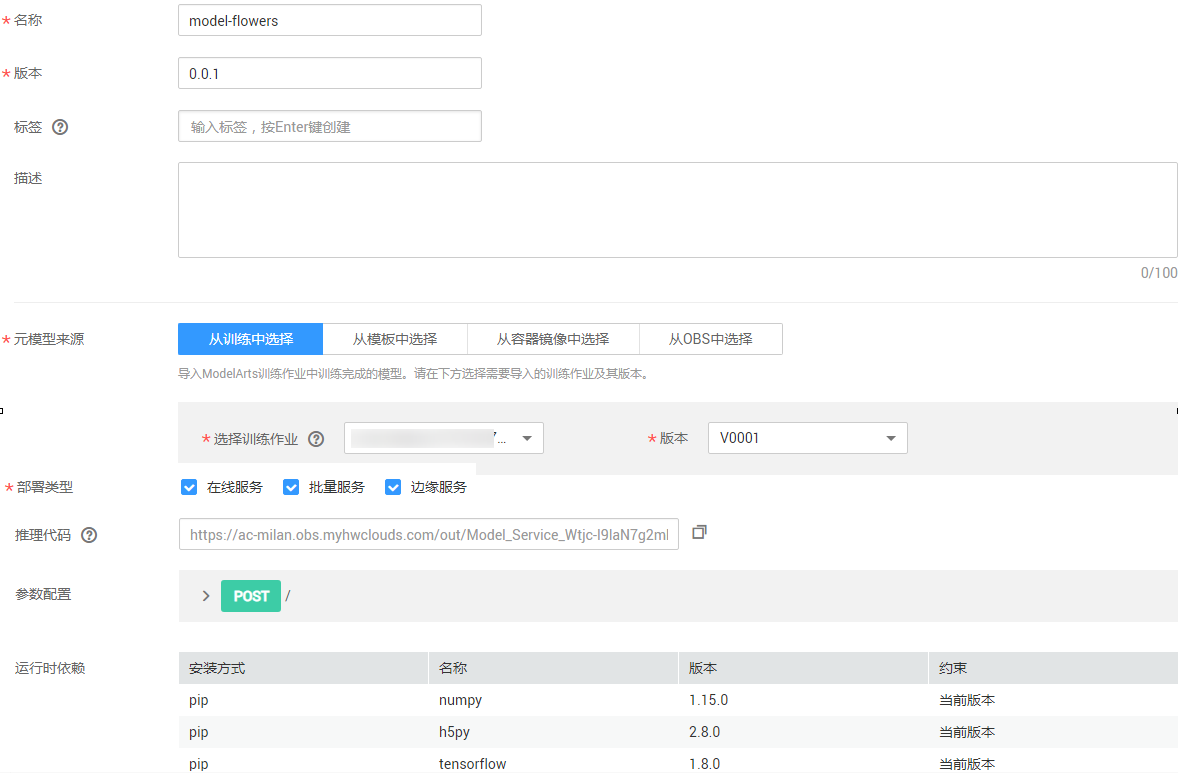 * 名称 model-flowers
* 版本 0.0.1
标签 ? 输入标签，按Enter键创建
描述
0/100
* 元模型来源 从训练中选择 从模板中选择 从容器镜像中选择 从OBS中选择
导入ModelArts训练作业中训练完成的模型。请在下方选择需要导入的训练作业及其版本。
* 选择训练作业 ? ... * 版本 V0001
* 部署类型 在线服务 批量服务 边缘服务
推理代码 ? https://ac-milan.obs.myhwclouds.com/out/Model_Service_Wtjc-
参数配置 > POST /
运行时依赖 安装方式 名称 版本 约束
pip numpy 1.15.0 当前版本
pip h5py 2.8.0 当前版本
pip tensorflow 1.8.0 当前版本